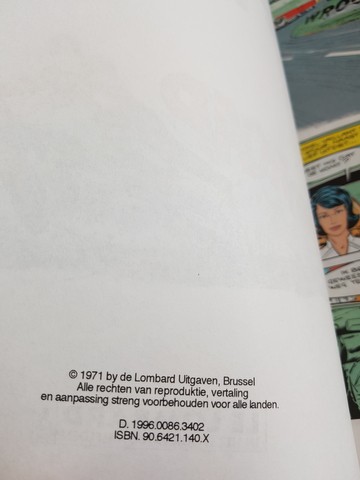 WROO
© 1971 by de Lombard Uitgaven, Brussel
Alle rechten van reproduktie, vertaling
en aanpassing streng voorbehouden voor alle landen.
D. 1996.0086.3402
ISBN. 90.6421.140.X